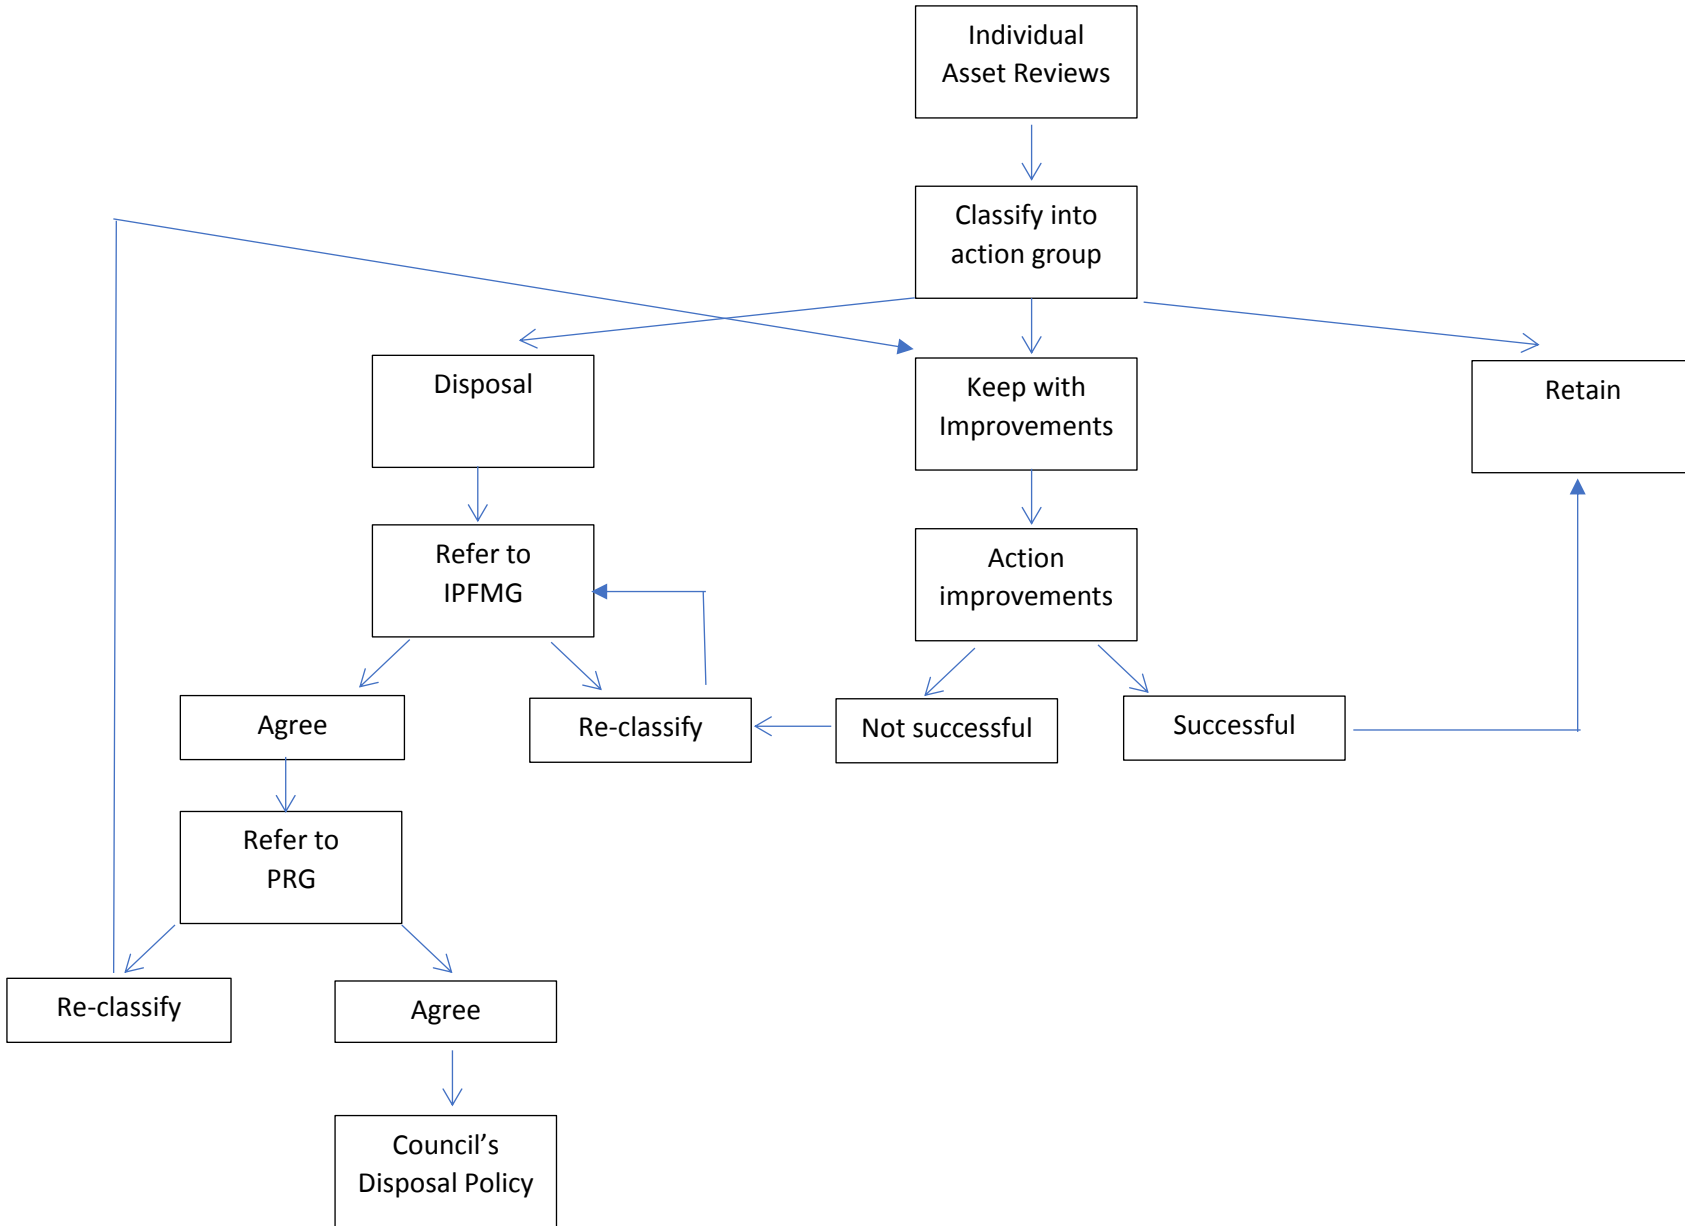 Individual
Asset Reviews
Classify into
action group
Disposal
Keep with
Improvements
Retain
Refer to
IPFMG
Action
improvements
Agree
Re-classify
Not successful
Successful
Refer to
PRG
Re-classify
Agree
Council’s
Disposal Policy